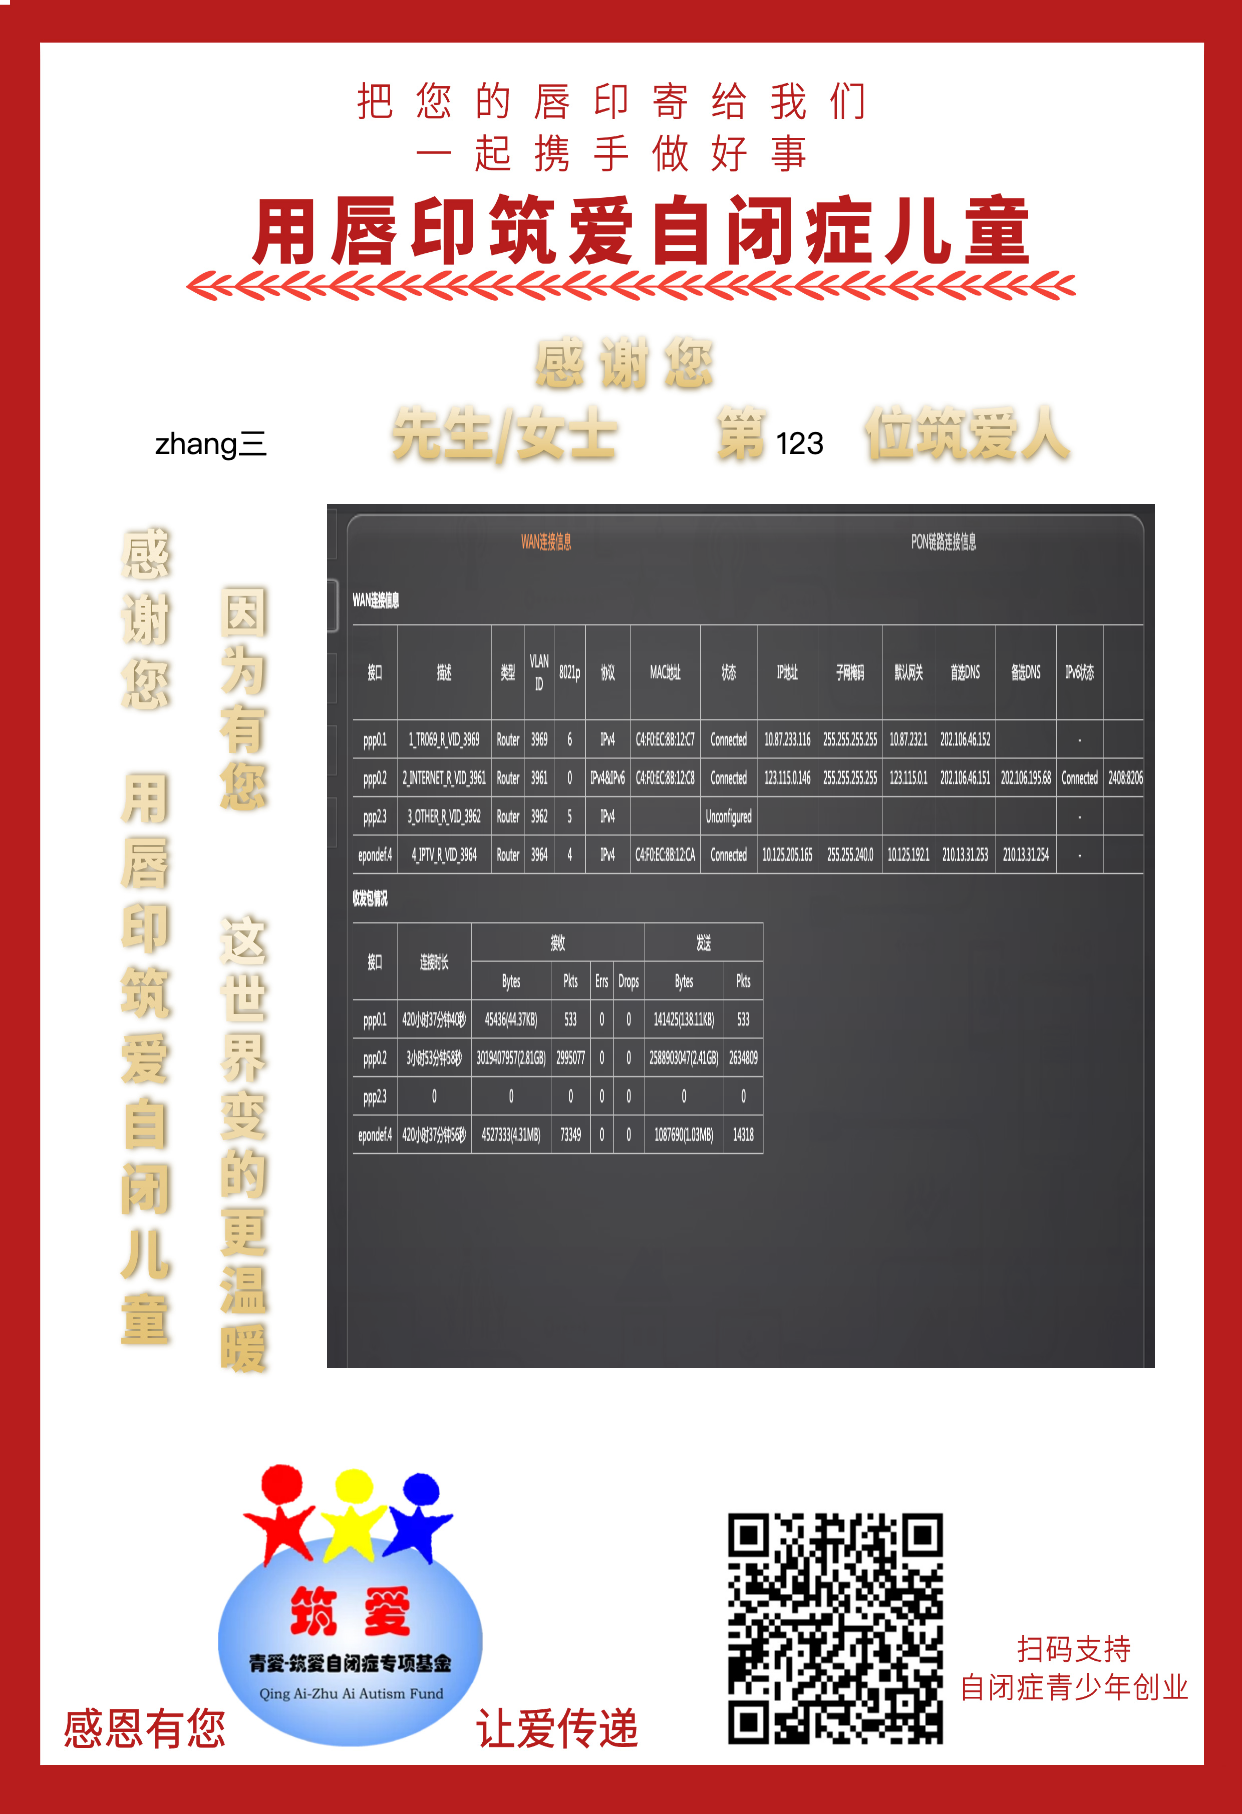 把您的唇印寄给我们
一起携手做好事
用唇印筑爱自闭症儿童
感谢您
zhang三 先生/女士 第 123 位筑爱人
感谢您 用唇印筑爱自闭儿童
因为有您 这世界变的更温暖
WAN连接信息 PON链路连接信息
WAN连接信息
接口 描述 类型 VLAN ID 8021p 协议 MAC地址 状态 IP地址 子网掩码 默认网关 首选DNS 备选DNS IPv6状态
ppp0.1 1_TR069_R_VID_3969 Router 3969 6 IPv4 C4:F0:EC:8B:12:C7 Connected 10.87.233.116 255.255.255.255 10.87.232.1 202.106.46.152 -
ppp0.2 2_INTERNET_R_VID_3961 Router 3961 0 IPv4&IPv6 C4:F0:EC:8B:12:C8 Connected 123.115.0.146 255.255.255.255 123.115.0.1 202.106.46.151 202.106.195.68 Connected 2408:8206
ppp2.3 3_OTHER_R_VID_3962 Router 3962 5 IPv4 Unconfigured -
epondef.4 4_IPTV_R_VID_3964 Router 3964 4 IPv4 C4:F0:EC:8B:12:CA Connected 10.125.205.165 255.255.240.0 10.125.192.1 210.13.31.253 210.13.31.254 -
收发包情况
接口 连接时长 接收 发送
Bytes Pkts Errs Drops Bytes Pkts
ppp0.1 420小时37分钟40秒 45436(44.37KB) 533 0 0 141425(138.11KB) 533
ppp0.2 3小时53分钟58秒 3019407957(2.81GB) 2995077 0 0 2588903047(2.41GB) 2634809
ppp2.3 0 0 0 0 0 0 0
epondef.4 420小时37分钟56秒 4527333(4.31MB) 73349 0 0 1087690(1.03MB) 14318
筑爱
青爱-筑爱自闭症专项基金
Qing Ai-Zhu Ai Autism Fund
感恩有您 让爱传递
扫码支持
自闭症青少年创业